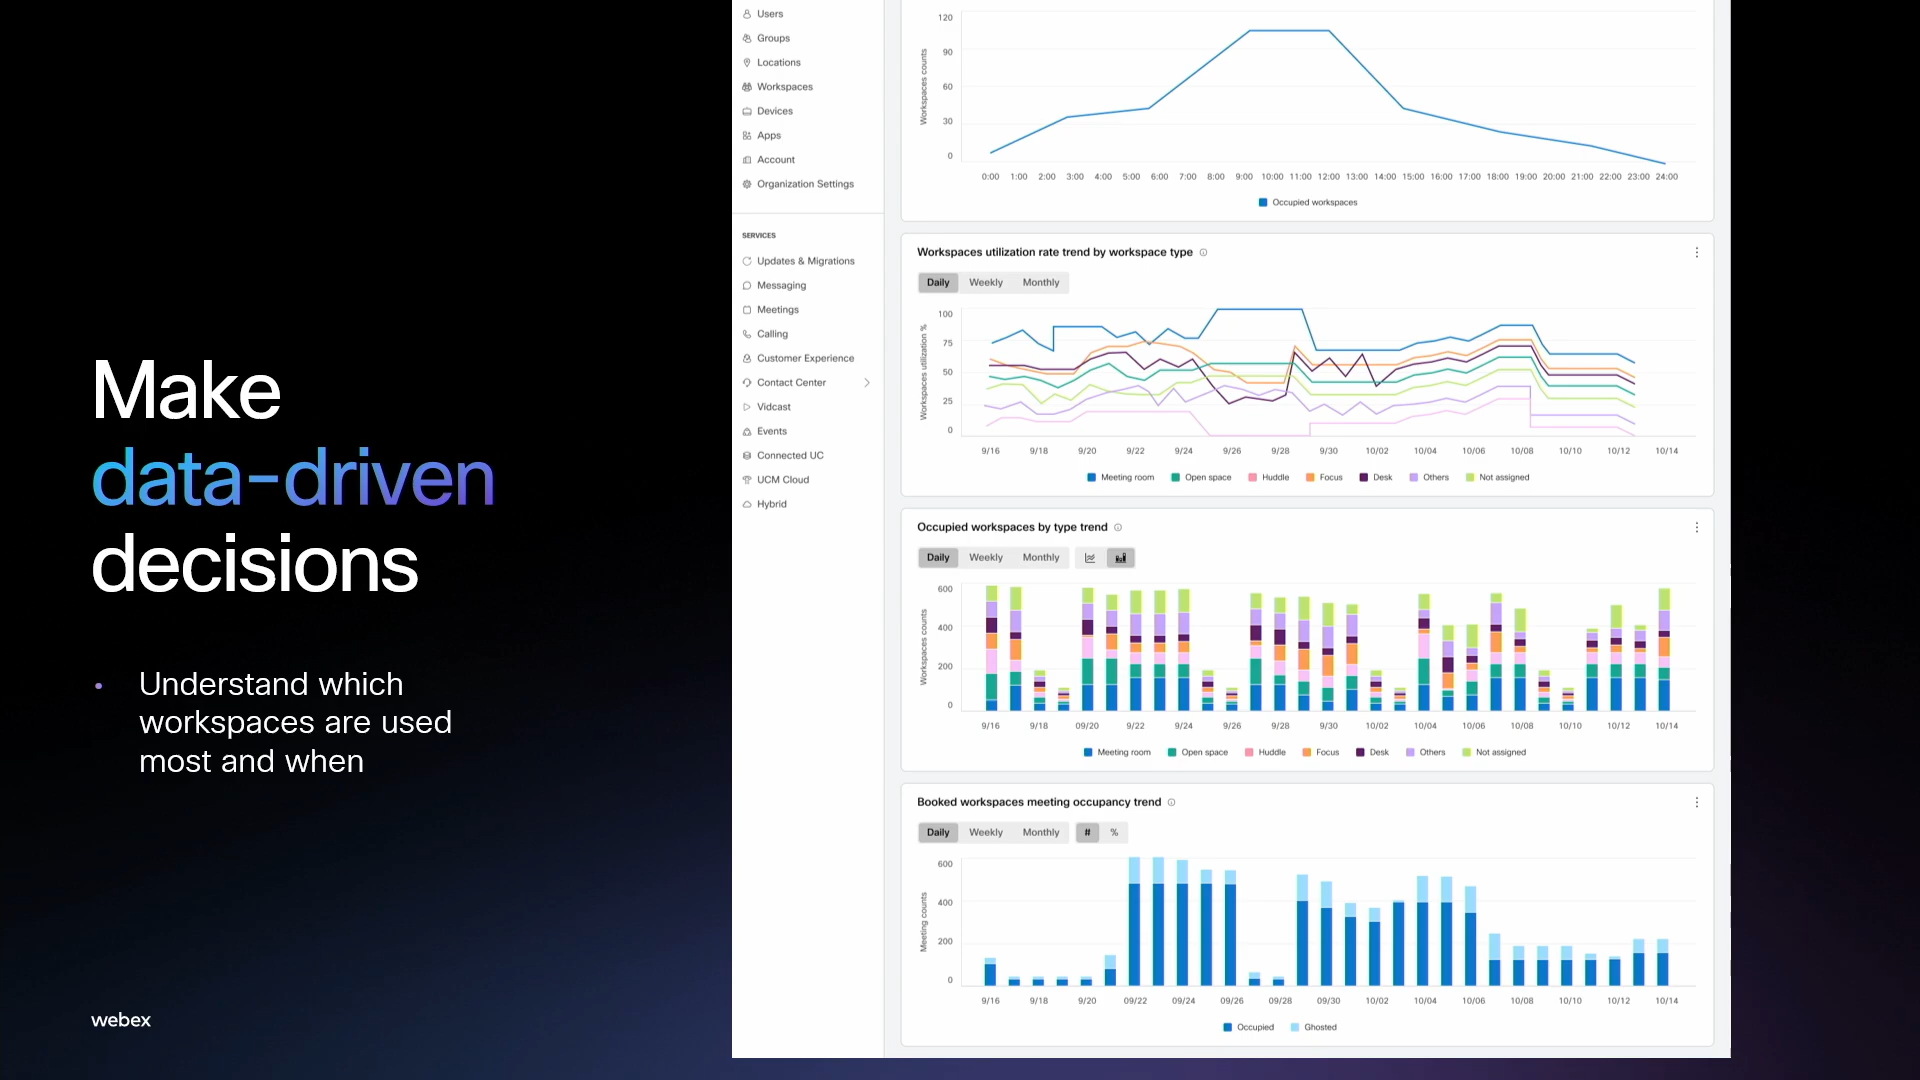 Make
data-driven
decisions
• Understand which
workspaces are used
most and when
webex
Users
Groups
Locations
Workspaces
Devices
Apps
Account
Organization Settings
SERVICES
Updates & Migrations
Messaging
Meetings
Calling
Customer Experience
Contact Center
Vidcast
Events
Connected UC
UCM Cloud
Hybrid
Workspaces counts
120
90
60
30
0
0:00 1:00 2:00 3:00 4:00 5:00 6:00 7:00 8:00 9:00 10:00 11:00 12:00 13:00 14:00 15:00 16:00 17:00 18:00 19:00 20:00 21:00 22:00 23:00 24:00
Occupied workspaces
Workspaces utilization rate trend by workspace type
Daily Weekly Monthly
Workspaces utilization %
100
75
50
25
0
9/16 9/18 9/20 9/22 9/24 9/26 9/28 9/30 10/02 10/04 10/06 10/08 10/10 10/12 10/14
Meeting room Open space Huddle Focus Desk Others Not assigned
Occupied workspaces by type trend
Daily Weekly Monthly
Workspaces counts
600
400
200
0
9/16 9/18 09/20 9/22 9/24 9/26 9/28 9/30 10/02 10/04 10/06 10/08 10/10 10/12 10/14
Meeting room Open space Huddle Focus Desk Others Not assigned
Booked workspaces meeting occupancy trend
Daily Weekly Monthly # %
Meeting counts
600
400
200
0
9/16 9/18 9/20 09/22 09/24 09/26 09/28 09/30 10/02 10/04 10/06 10/08 10/10 10/12 10/14
Occupied Ghosted